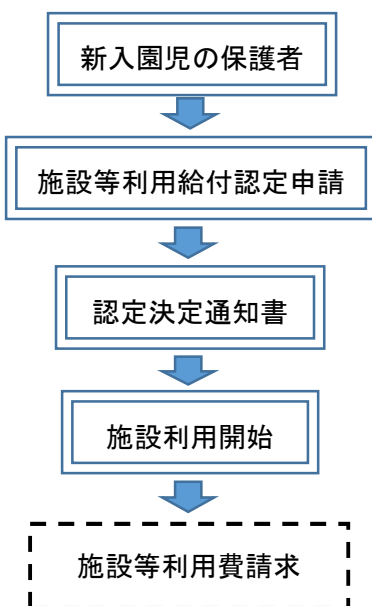 新入園児の保護者
施設等利用給付認定申請
認定決定通知書
施設利用開始
施設等利用費請求